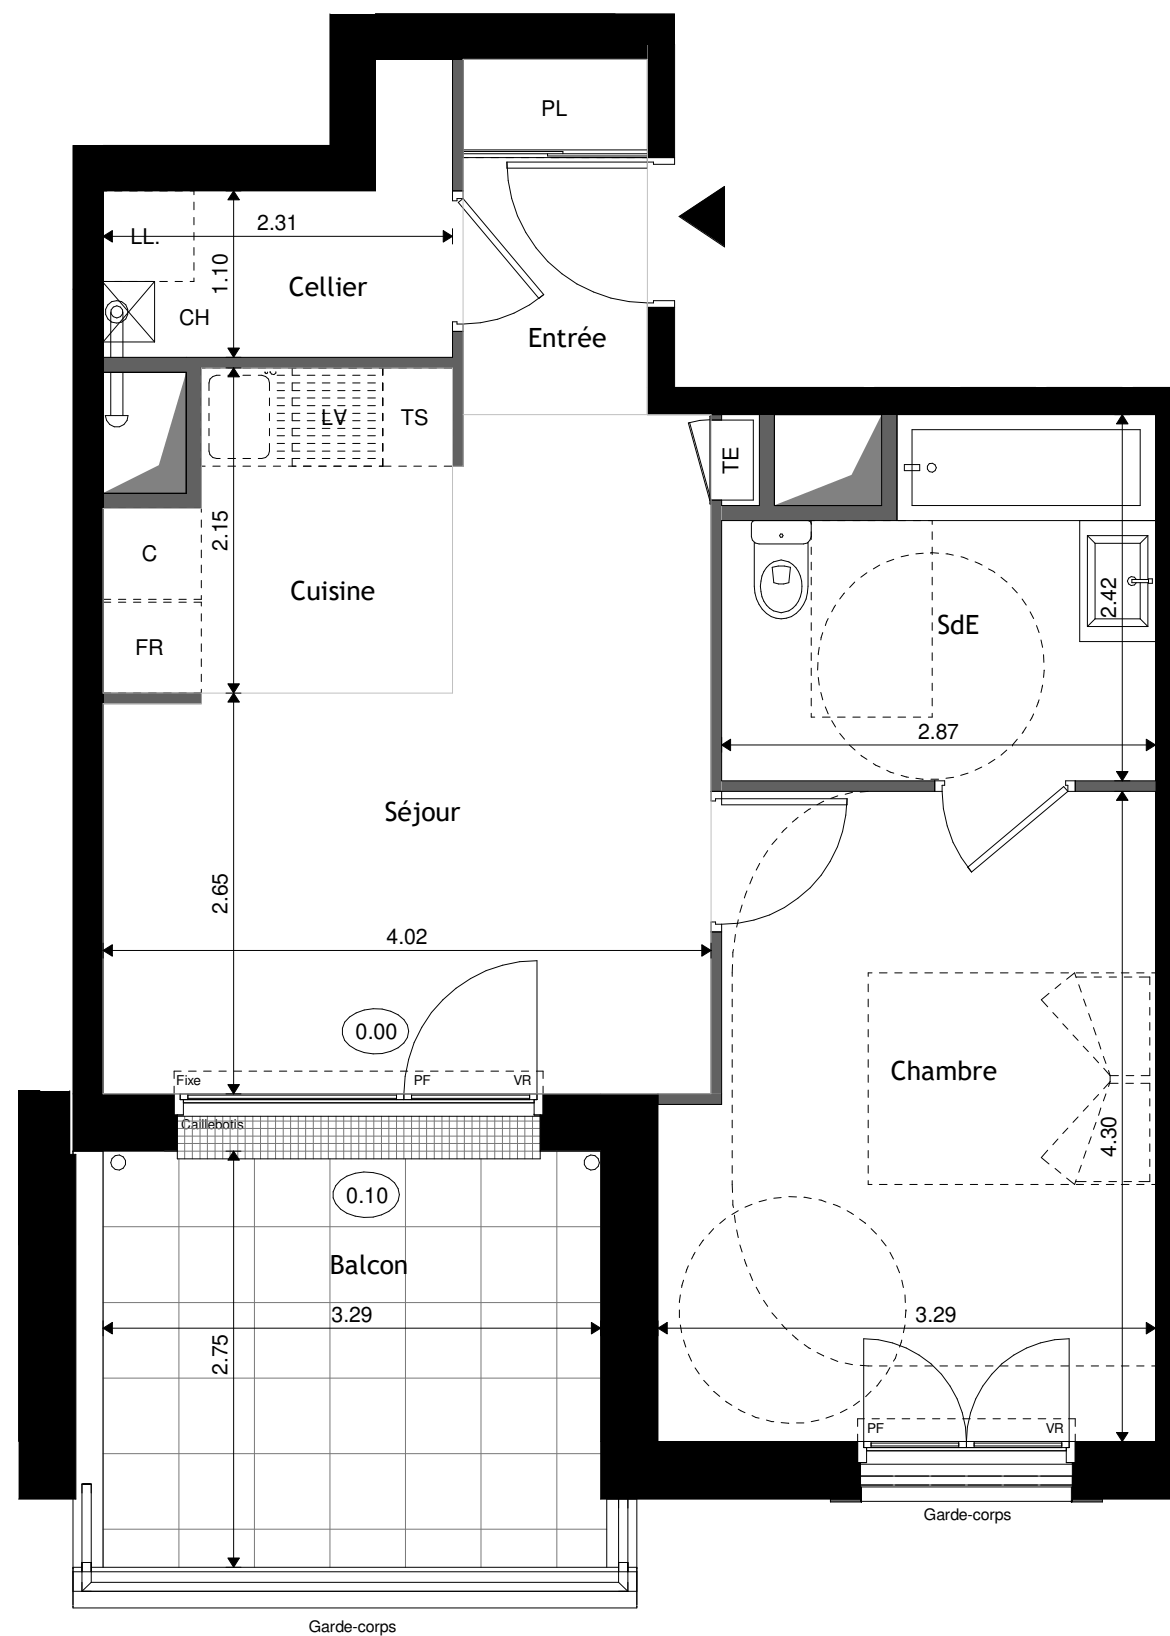 PL
2.31
LL.
1.10
Cellier
CH
Entrée
LV
TS
TE
2.15
C
Cuisine
2.42
SdE
FR
2.87
Séjour
2.65
4.02
0.00
Chambre
Fixe
PF
VR
Caillebotis
4.30
0.10
Balcon
3.29
3.29
2.75
PF
VR
Garde-corps
Garde-corps